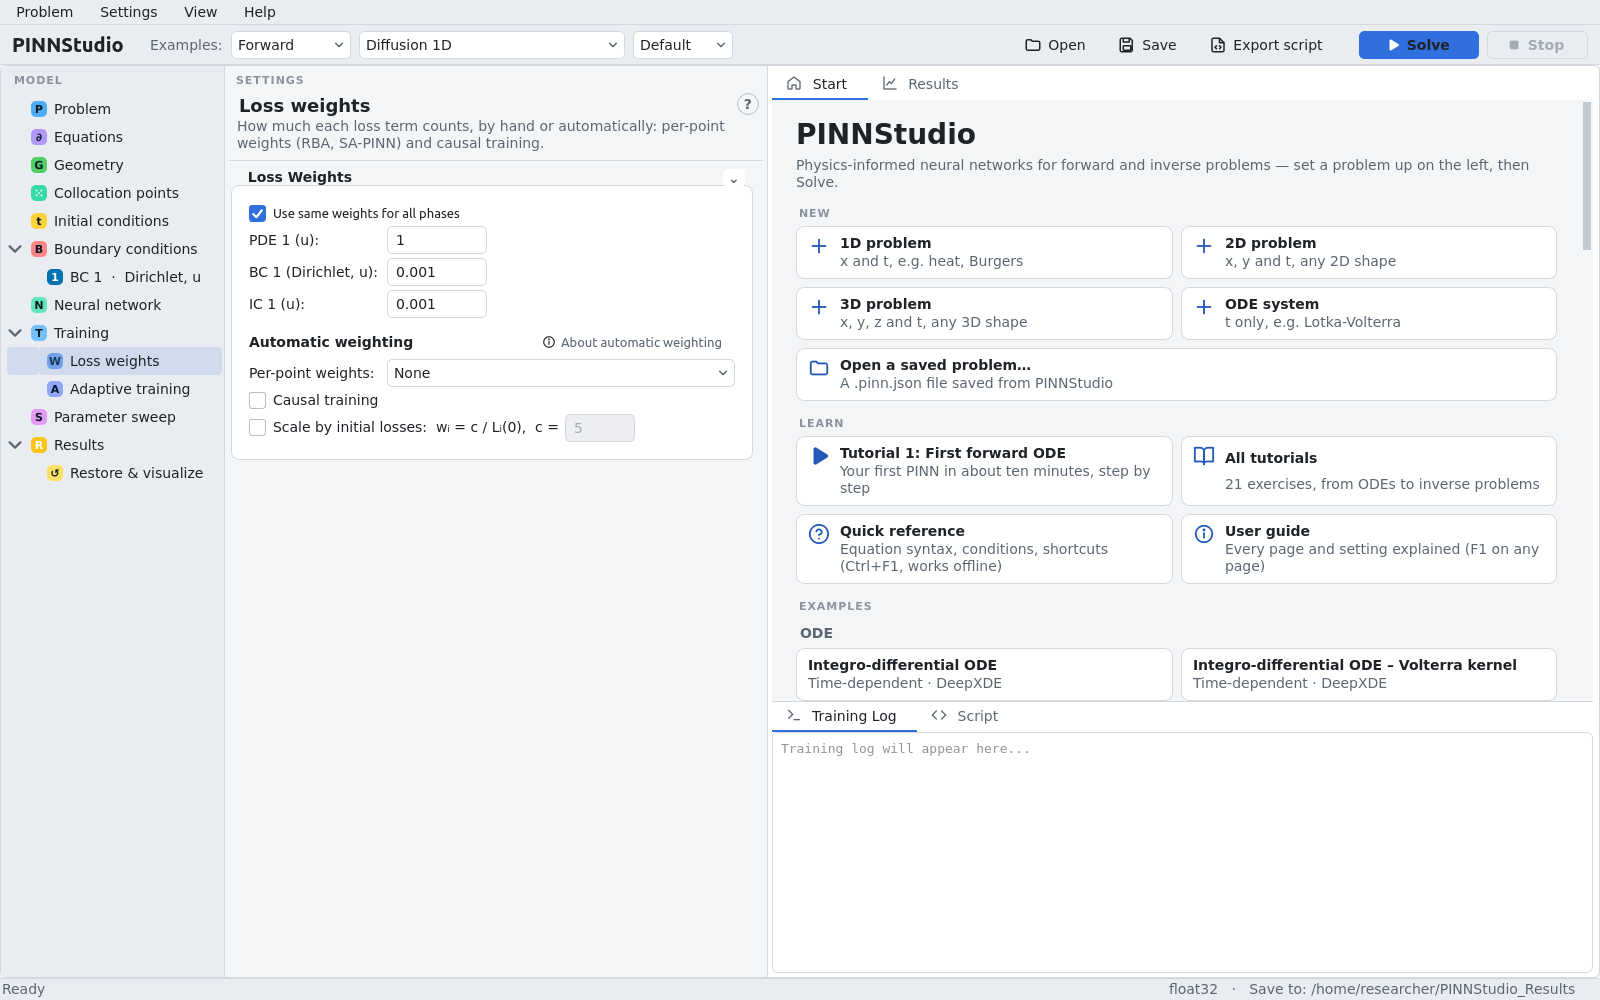 Problem Settings View Help
PINNStudio Examples: Forward Diffusion 1D Default Open Save Export script Solve Stop
MODEL
P Problem
∂ Equations
G Geometry
Collocation points
t Initial conditions
B Boundary conditions
1 BC 1 · Dirichlet, u
N Neural network
T Training
W Loss weights
A Adaptive training
S Parameter sweep
R Results
↺ Restore & visualize
SETTINGS
Loss weights ?
How much each loss term counts, by hand or automatically: per-point
weights (RBA, SA-PINN) and causal training.
Loss Weights
Use same weights for all phases
PDE 1 (u): 1
BC 1 (Dirichlet, u): 0.001
IC 1 (u): 0.001
Automatic weighting About automatic weighting
Per-point weights: None
Causal training
Scale by initial losses: wᵢ = c / Lᵢ(0), c = 5
Start Results
PINNStudio
Physics-informed neural networks for forward and inverse problems — set a problem up on the left, then
Solve.
NEW
1D problem
x and t, e.g. heat, Burgers
2D problem
x, y and t, any 2D shape
3D problem
x, y, z and t, any 3D shape
ODE system
t only, e.g. Lotka-Volterra
Open a saved problem…
A .pinn.json file saved from PINNStudio
LEARN
Tutorial 1: First forward ODE
Your first PINN in about ten minutes, step by
step
All tutorials
21 exercises, from ODEs to inverse problems
Quick reference
Equation syntax, conditions, shortcuts
(Ctrl+F1, works offline)
User guide
Every page and setting explained (F1 on any
page)
EXAMPLES
ODE
Integro-differential ODE
Time-dependent · DeepXDE
Integro-differential ODE – Volterra kernel
Time-dependent · DeepXDE
Training Log Script
Training log will appear here...
Ready float32 · Save to: /home/researcher/PINNStudio_Results